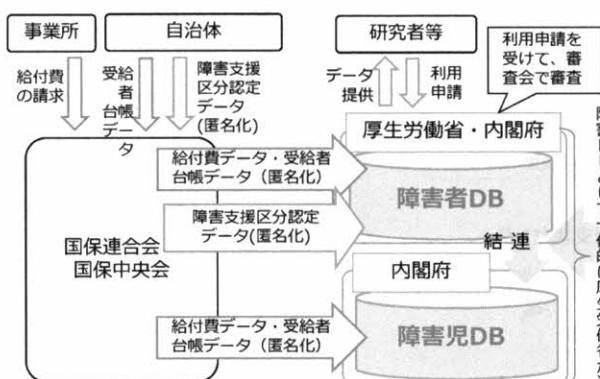 事業所
自治体
研究者等
利用申請を
受けて、審
査会で審査
給付費
の請求
受給
者
台帳
デー
タ
障害支援
区分認定
データ
(匿名化)
データ
提供
利用
申請
厚生労働省・内閣府
給付費データ・受給者
台帳データ（匿名化）
障害者DB
障害支援区分認定
データ(匿名化)
国保連合会
国保中央会
連
結
内閣府
給付費データ・受給者
台帳データ（匿名化）
障害児DB